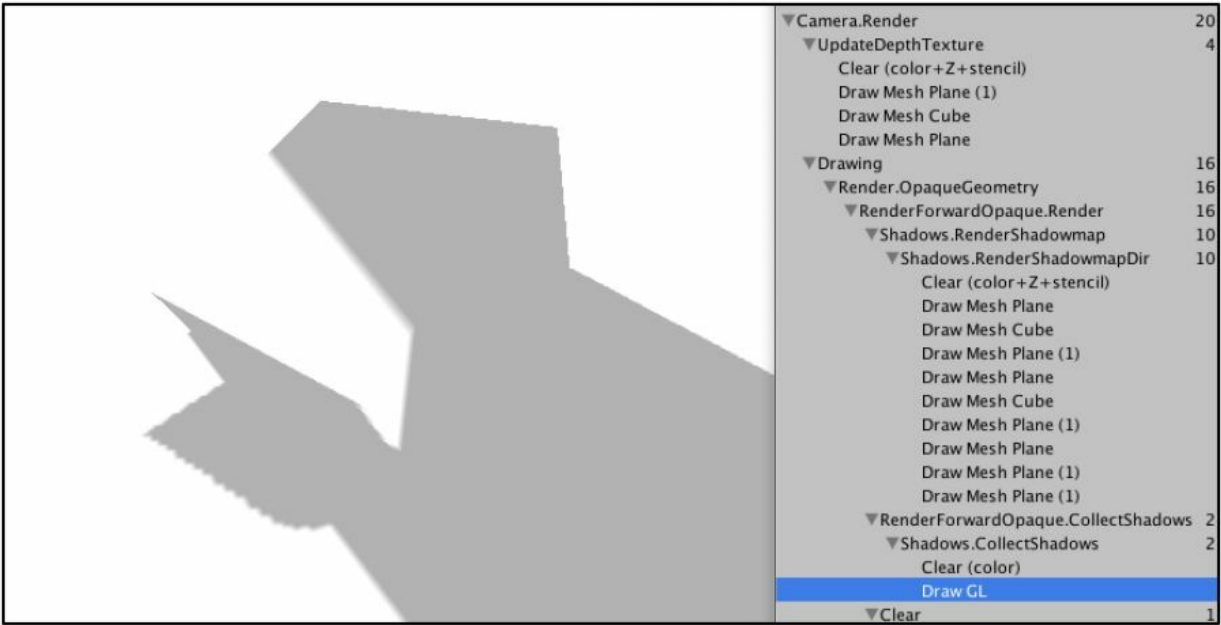 Camera.Render 20
UpdateDepthTexture 4
Clear (color+Z+stencil)
Draw Mesh Plane (1)
Draw Mesh Cube
Draw Mesh Plane
Drawing 16
Render.OpaqueGeometry 16
RenderForwardOpaque.Render 16
Shadows.RenderShadowmap 10
Shadows.RenderShadowmapDir 10
Clear (color+Z+stencil)
Draw Mesh Plane
Draw Mesh Cube
Draw Mesh Plane (1)
Draw Mesh Plane
Draw Mesh Cube
Draw Mesh Plane (1)
Draw Mesh Plane
Draw Mesh Plane (1)
Draw Mesh Plane (1)
RenderForwardOpaque.CollectShadows 2
Shadows.CollectShadows 2
Clear (color)
Draw GL
Clear 1